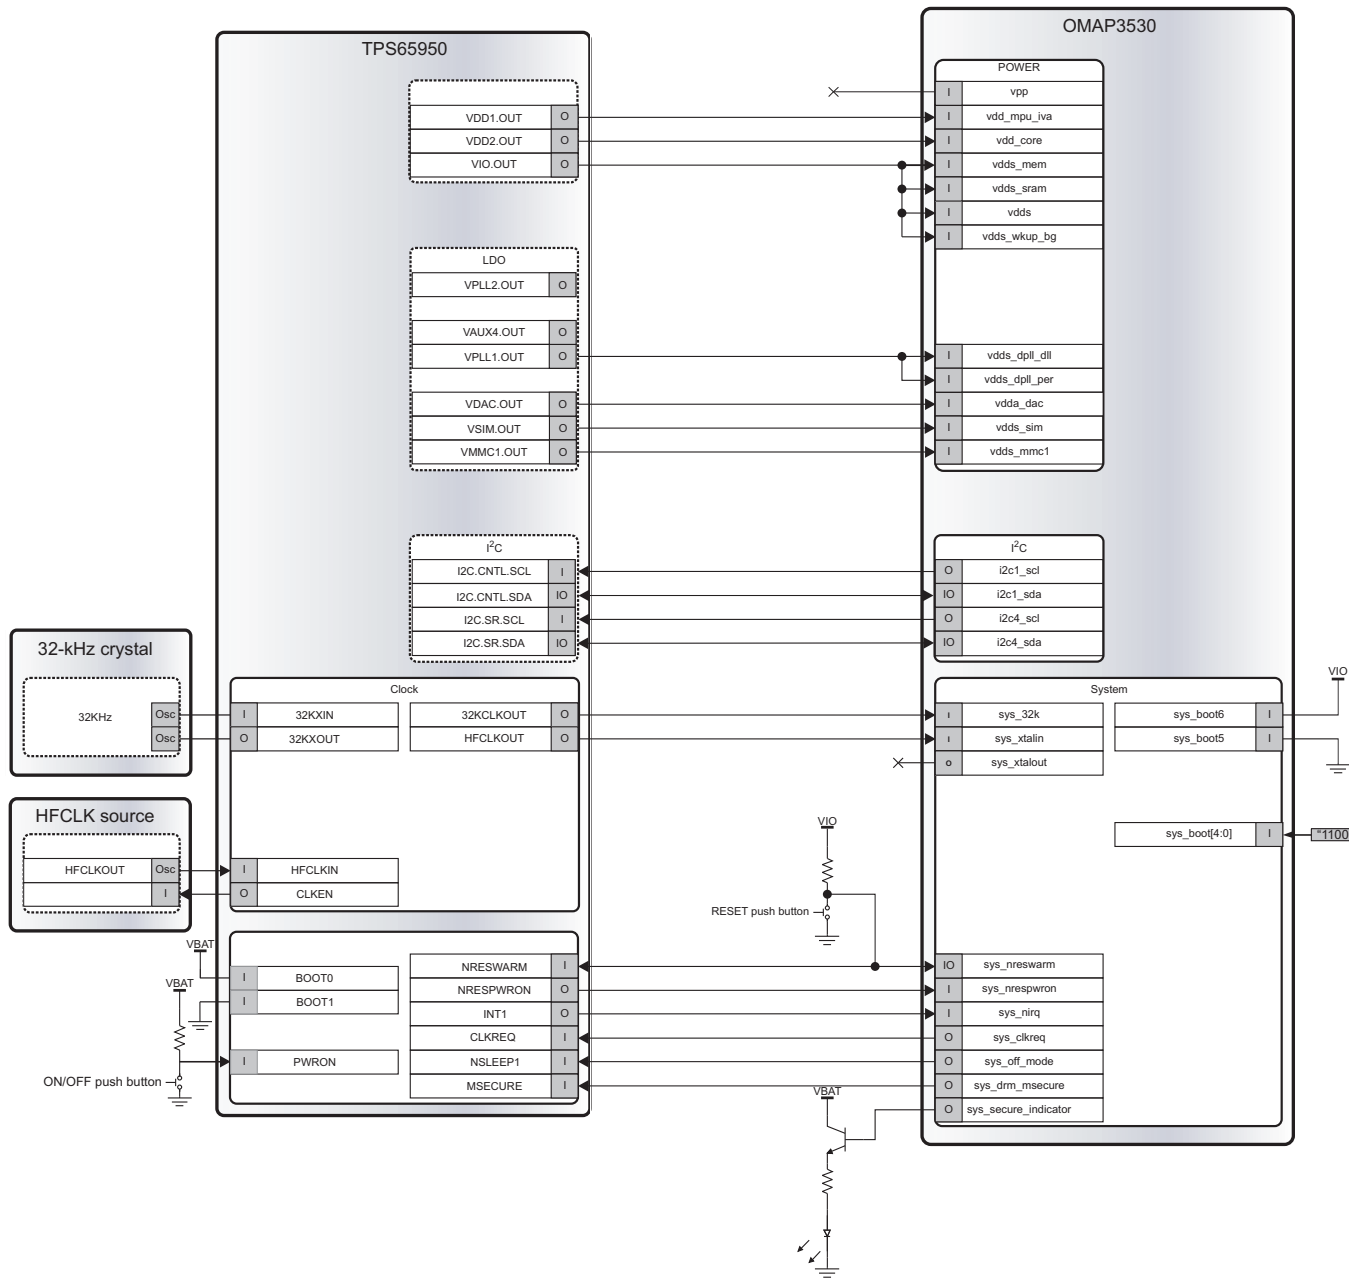 TPS65950
VDD1.OUT O
VDD2.OUT O
VIO.OUT O
LDO
VPLL2.OUT O
VAUX4.OUT O
VPLL1.OUT O
VDAC.OUT O
VSIM.OUT O
VMMC1.OUT O
I²C
I2C.CNTL.SCL I
I2C.CNTL.SDA IO
I2C.SR.SCL I
I2C.SR.SDA IO
OMAP3530
POWER
I vpp
I vdd_mpu_iva
I vdd_core
I vdds_mem
I vdds_sram
I vdds
I vdds_wkup_bg
I vdds_dpll_dll
I vdds_dpll_per
I vdda_dac
I vdds_sim
I vdds_mmc1
I²C
O i2c1_scl
IO i2c1_sda
O i2c4_scl
IO i2c4_sda
32-kHz crystal
32KHz
Osc
Osc
HFCLK source
HFCLKOUT Osc
I
Clock
I 32KXIN
O 32KXOUT
32KCLKOUT O
HFCLKOUT O
I HFCLKIN
O CLKEN
VBAT
VBAT
ON/OFF push button
I BOOT0
I BOOT1
I PWRON
NRESWARM I
NRESPWRON O
INT1 O
CLKREQ I
NSLEEP1 I
MSECURE I
VIO
RESET push button
VBAT
System
I sys_32k
I sys_xtalin
O sys_xtalout
sys_boot6 I
sys_boot5 I
VIO
sys_boot[4:0] I
"1100
IO sys_nreswarm
I sys_nrespwron
I sys_nirq
O sys_clkreq
O sys_off_mode
O sys_drm_msecure
O sys_secure_indicator